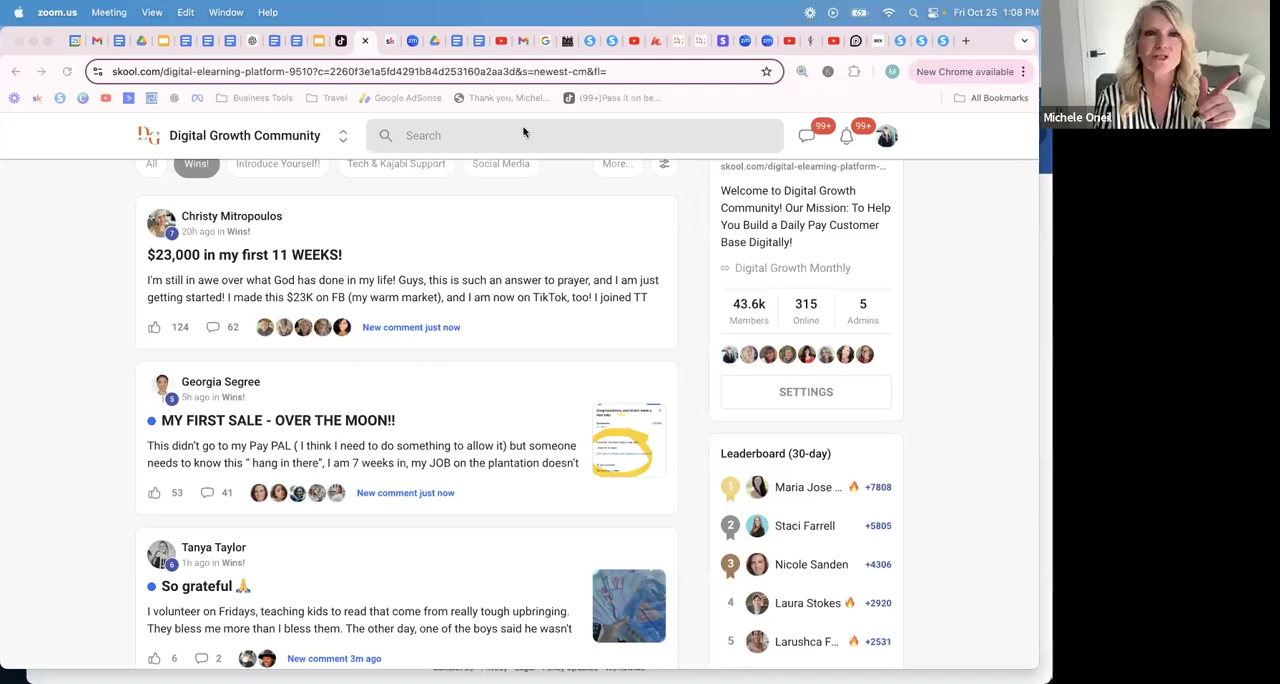 zoom.us Meeting View Edit Window Help Fri Oct 25 1:08 PM
skool.com/digital-elearning-platform-9510?c=2260f3e1a5fd4291b84d253160a2aa3d&s=newest-cm&fl=
New Chrome available
Business Tools Travel Google AdSense Thank you, Michel... (99+)Pass it on be... All Bookmarks
Michele Oneil
DG Digital Growth Community Search 99+ 99+
All Wins! Introduce Yourself! Tech & Kajabi Support Social Media More...
Christy Mitropoulos
7 20h ago in Wins!
$23,000 in my first 11 WEEKS!
I'm still in awe over what God has done in my life! Guys, this is such an answer to prayer, and I am just
getting started! I made this $23K on FB (my warm market), and I am now on TikTok, too! I joined TT
124 62 New comment just now
Georgia Segree
5 5h ago in Wins!
MY FIRST SALE - OVER THE MOON!!
This didn't go to my Pay PAL ( I think I need to do something to allow it) but someone
needs to know this " hang in there", I am 7 weeks in, my JOB on the plantation doesn't
53 41 New comment just now
Tanya Taylor
6 1h ago in Wins!
So grateful 🙏
I volunteer on Fridays, teaching kids to read that come from really tough upbringing.
They bless me more than I bless them. The other day, one of the boys said he wasn't
6 2 New comment 3m ago
skool.com/digital-elearning-platform-...
Welcome to Digital Growth
Community! Our Mission: To Help
You Build a Daily Pay Customer
Base Digitally!
Digital Growth Monthly
43.6k 315 5
Members Online Admins
SETTINGS
Leaderboard (30-day)
1 Maria Jose ... 🔥 +7808
2 Staci Farrell +5805
3 Nicole Sanden +4306
4 Laura Stokes 🔥 +2920
5 Larushca F... 🔥 +2531